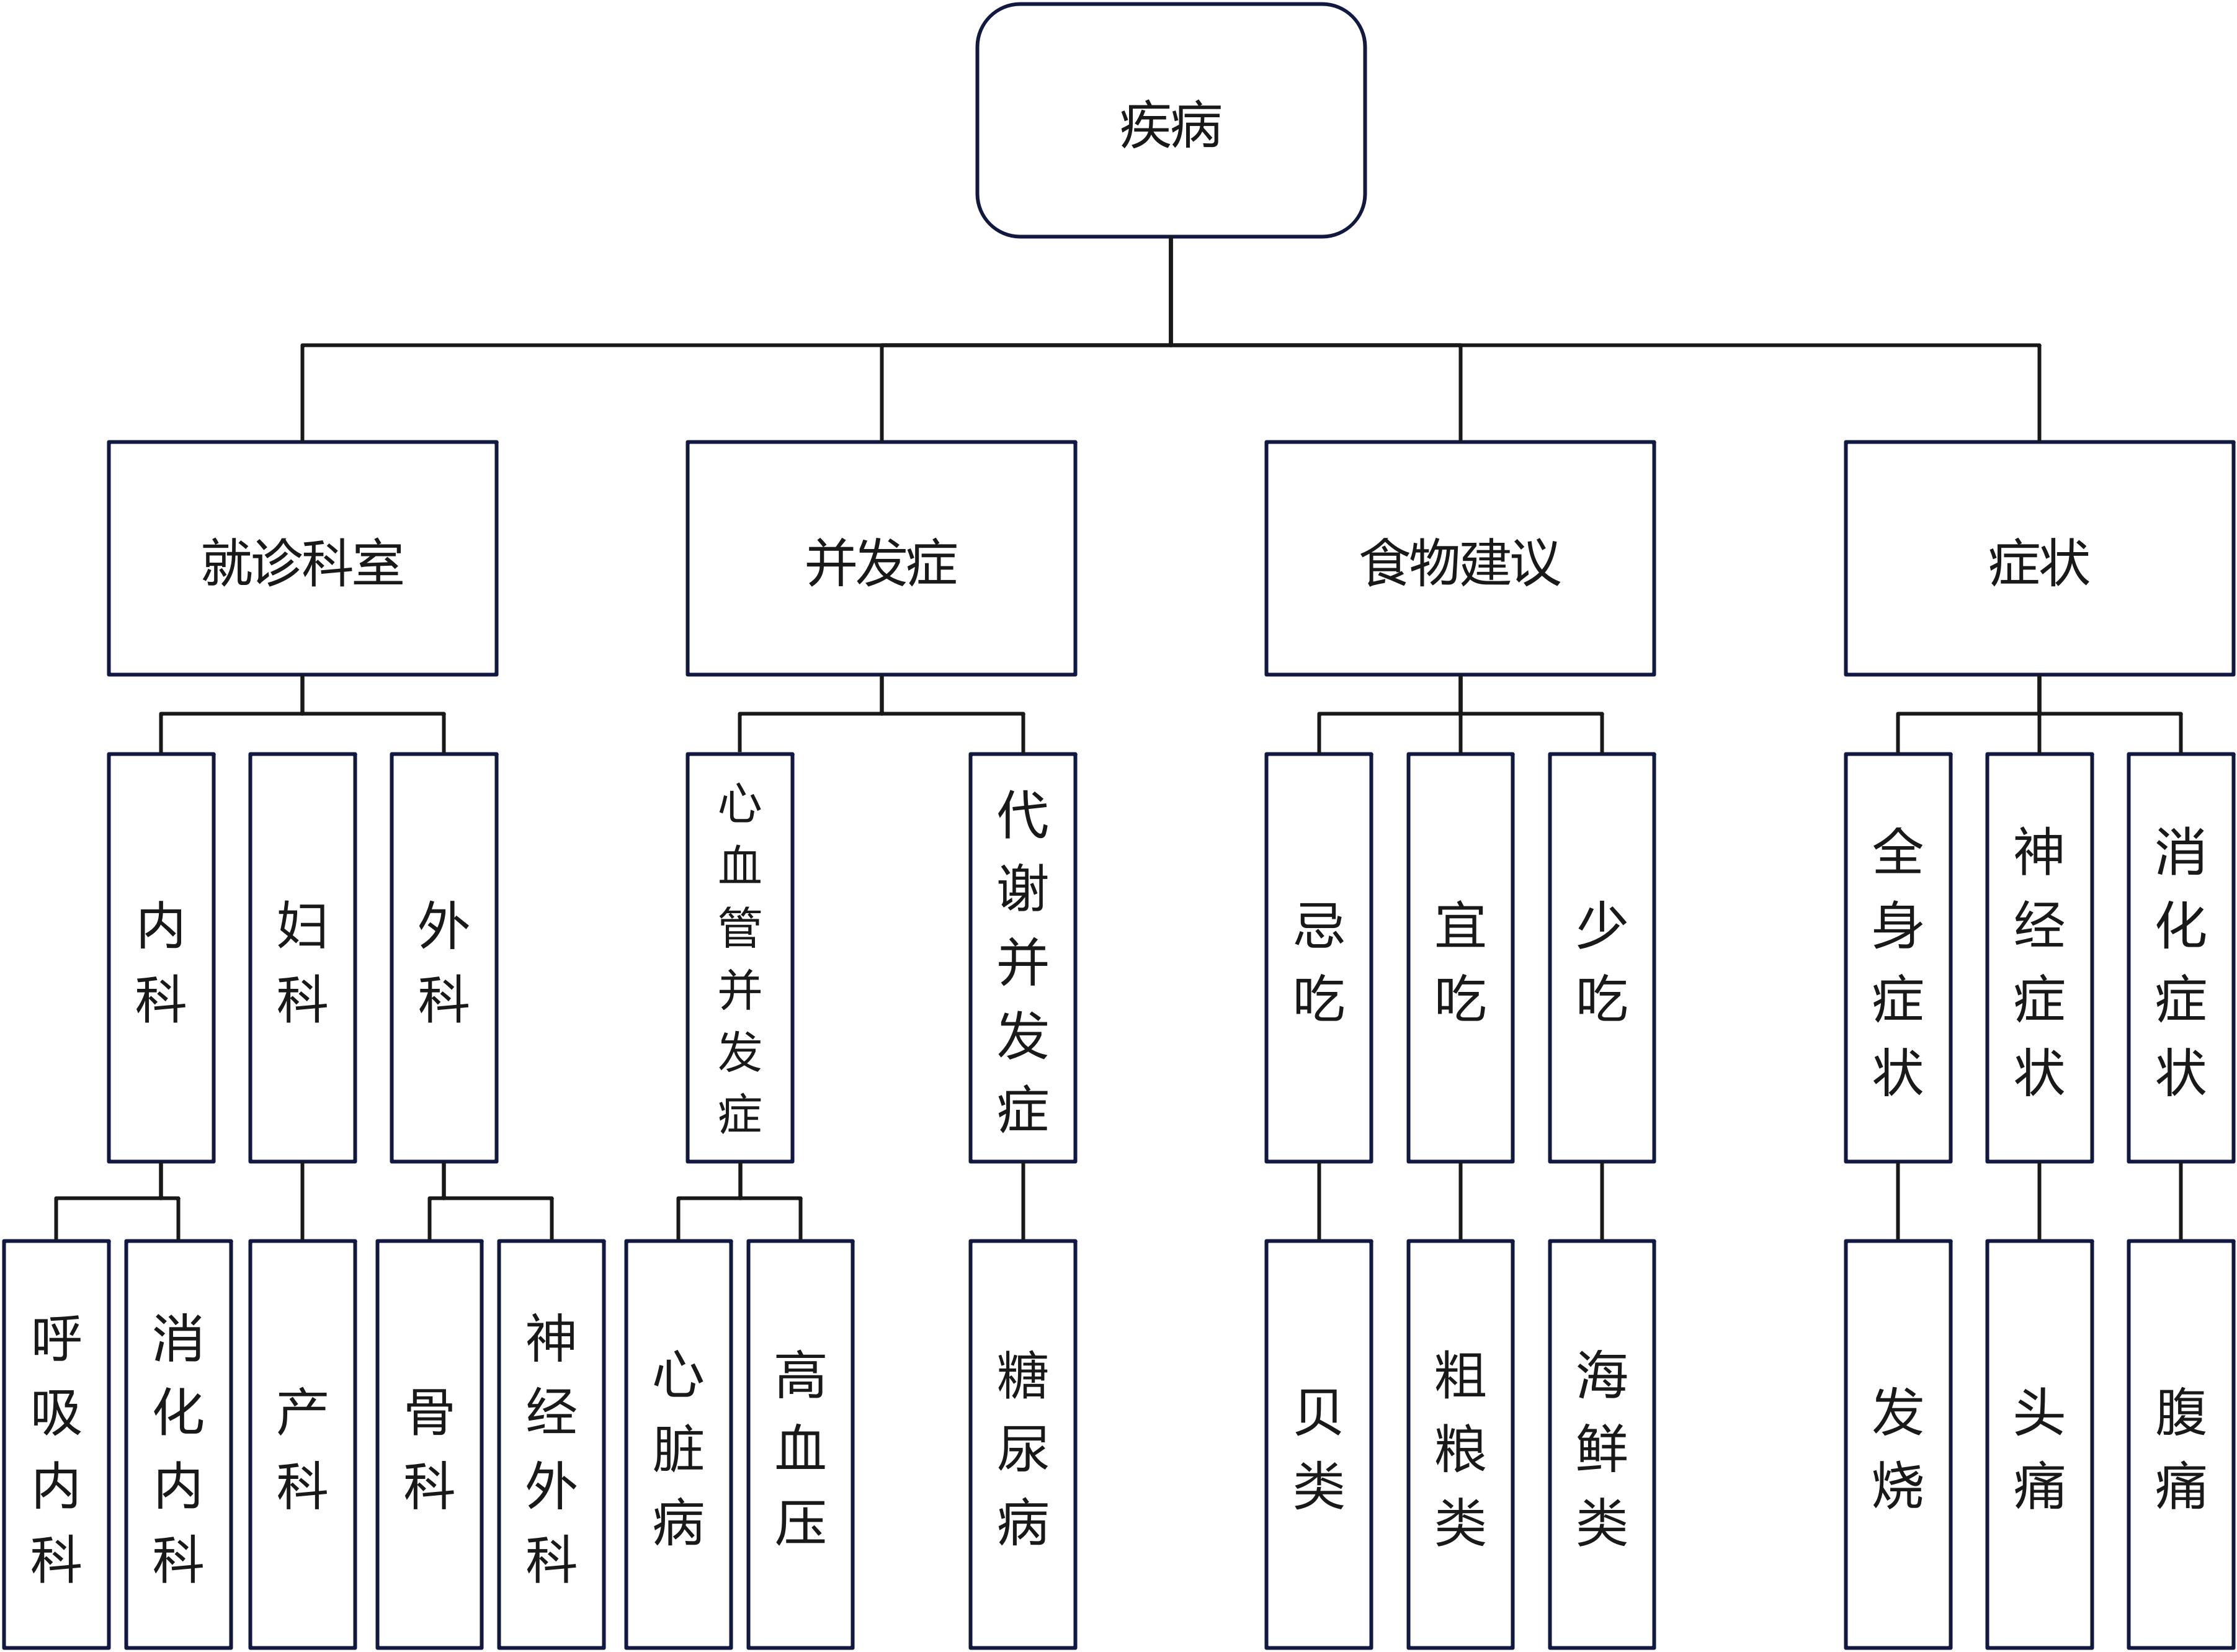 疾病
就诊科室
并发症
食物建议
症状
内科
妇科
外科
心血管并发症
代谢并发症
忌吃
宜吃
少吃
全身症状
神经症状
消化症状
呼吸内科
消化内科
产科
骨科
神经外科
心脏病
高血压
糖尿病
贝类
粗粮类
海鲜类
发烧
头痛
腹痛